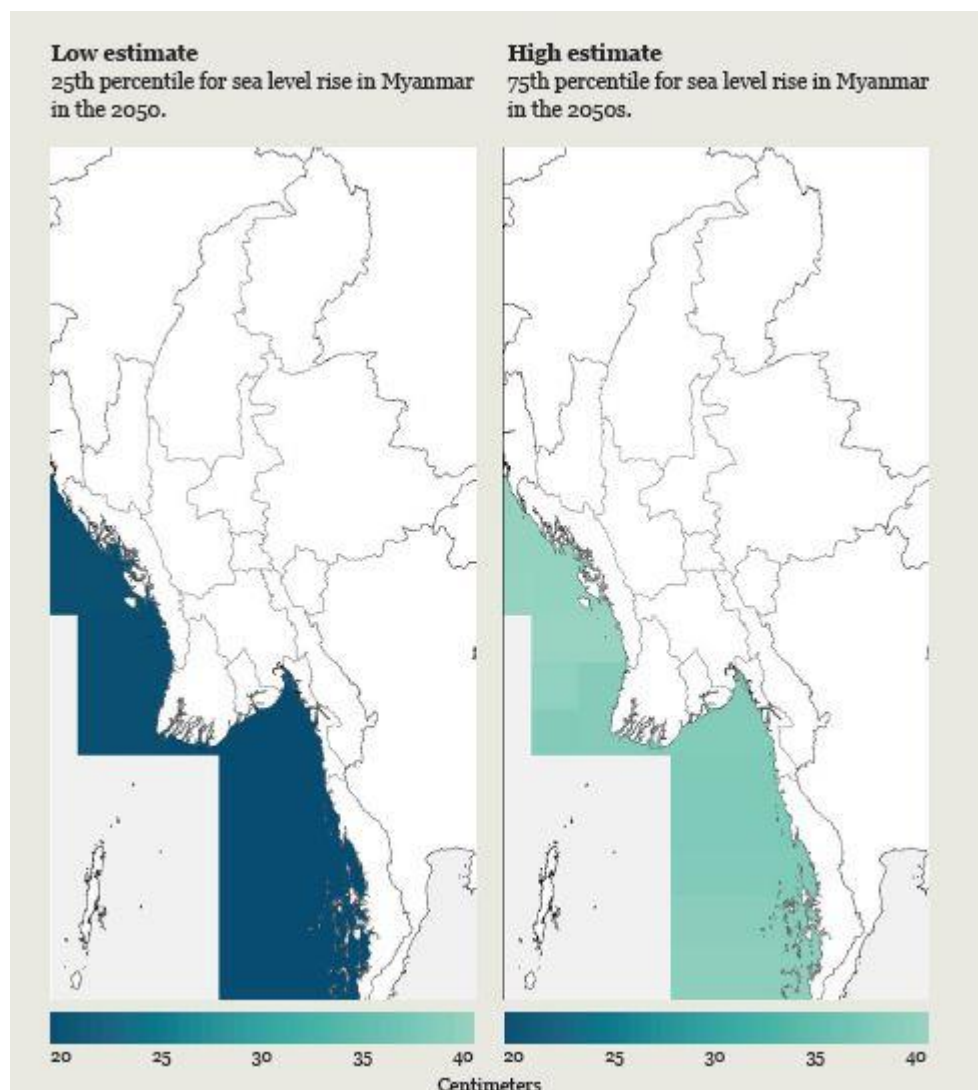 Low estimate
25th percentile for sea level rise in Myanmar
in the 2050.
High estimate
75th percentile for sea level rise in Myanmar
in the 2050s.
20 25 30 35 40
20 25 30 35 40
Centimeters